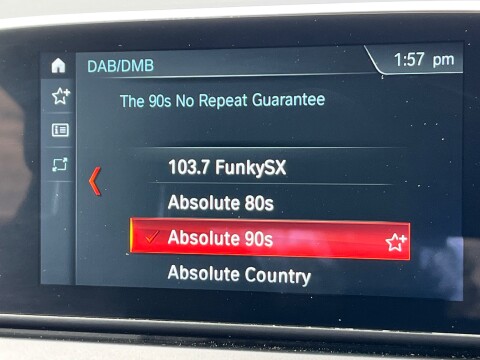 DAB/DMB
1:57 pm
The 90s No Repeat Guarantee
103.7 FunkySX
Absolute 80s
Absolute 90s
Absolute Country